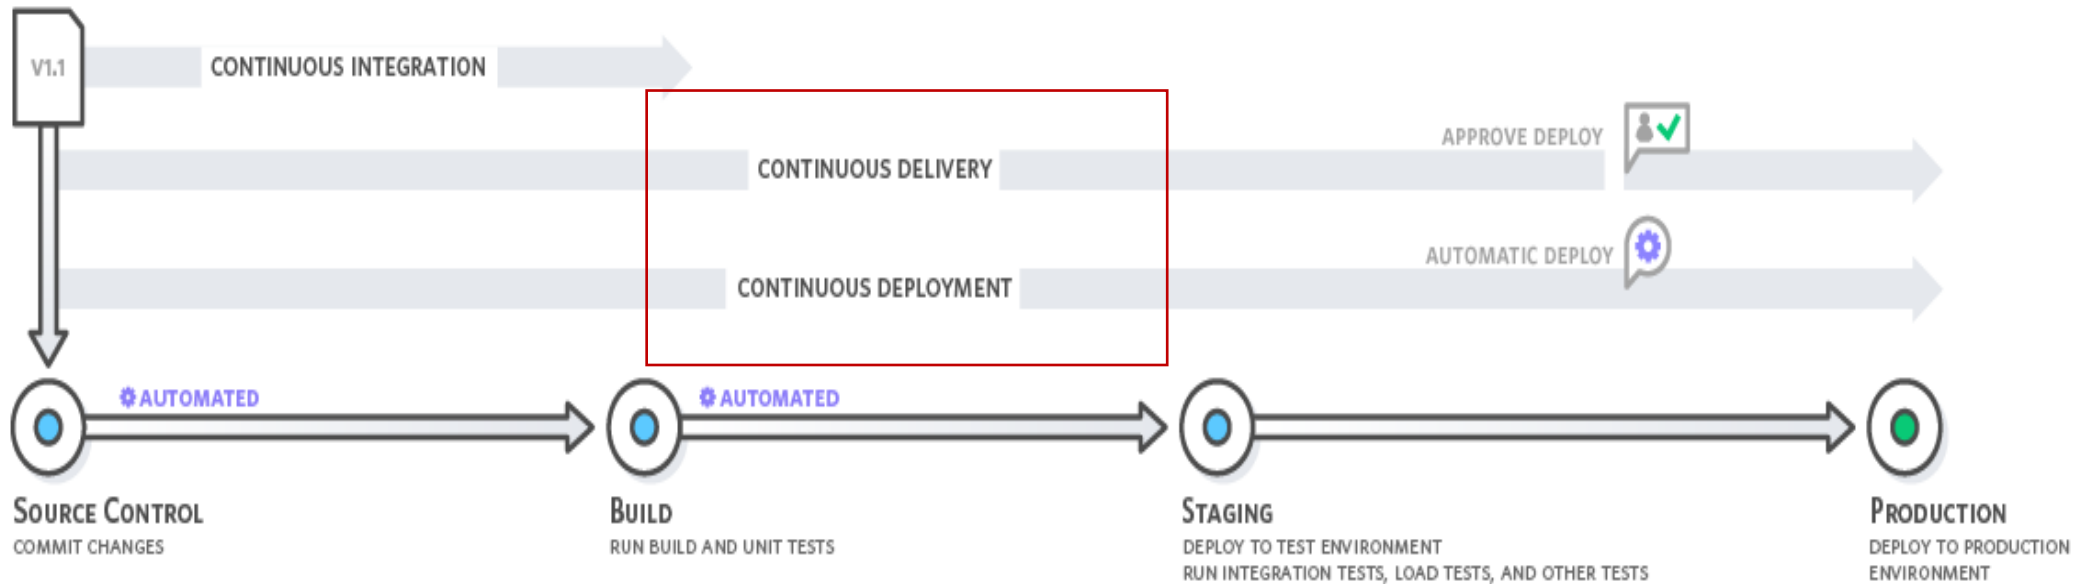 V1.1
CONTINUOUS INTEGRATION
APPROVE DEPLOY
CONTINUOUS DELIVERY
AUTOMATIC DEPLOY
CONTINUOUS DEPLOYMENT
AUTOMATED
AUTOMATED
SOURCE CONTROL
COMMIT CHANGES
BUILD
RUN BUILD AND UNIT TESTS
STAGING
DEPLOY TO TEST ENVIRONMENT
RUN INTEGRATION TESTS, LOAD TESTS, AND OTHER TESTS
PRODUCTION
DEPLOY TO PRODUCTION
ENVIRONMENT